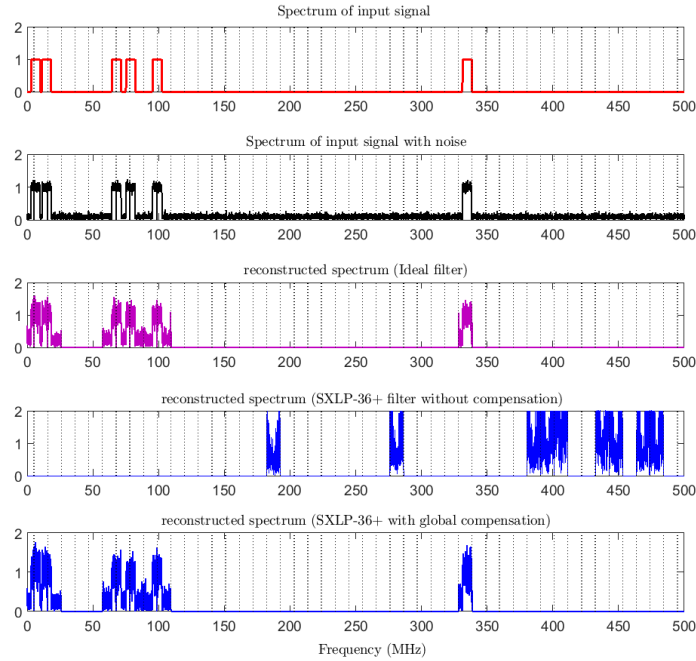 Spectrum of input signal
2
1
0
0 50 100 150 200 250 300 350 400 450 500
Spectrum of input signal with noise
2
1
0
0 50 100 150 200 250 300 350 400 450 500
reconstructed spectrum (Ideal filter)
2
1
0
0 50 100 150 200 250 300 350 400 450 500
reconstructed spectrum (SXLP-36+ filter without compensation)
2
1
0
0 50 100 150 200 250 300 350 400 450 500
reconstructed spectrum (SXLP-36+ with global compensation)
2
1
0
0 50 100 150 200 250 300 350 400 450 500
Frequency (MHz)